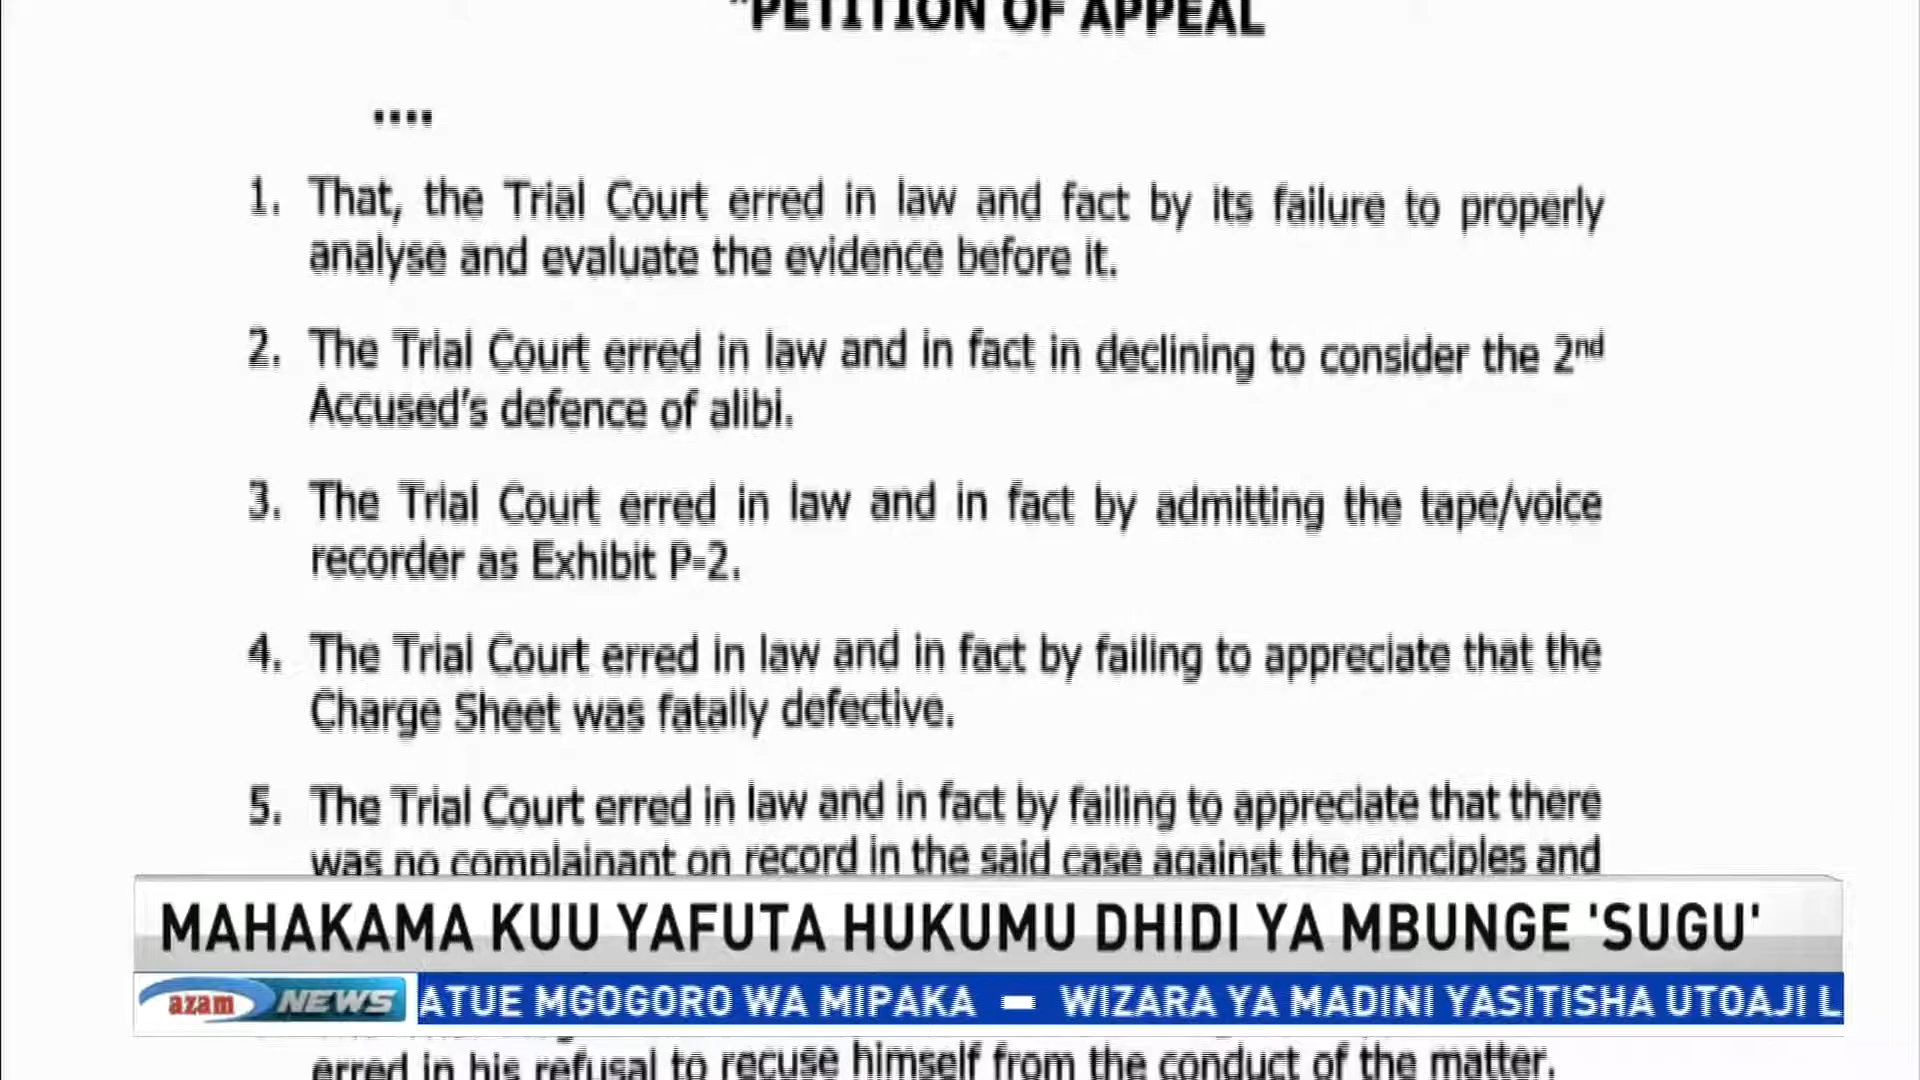 "PETITION OF APPEAL
....
1. That, the Trial Court erred in law and fact by its failure to properly
analyse and evaluate the evidence before it.
2. The Trial Court erred in law and in fact in declining to consider the 2nd
Accused's defence of alibi.
3. The Trial Court erred in law and in fact by admitting the tape/voice
recorder as Exhibit P-2.
4. The Trial Court erred in law and in fact by failing to appreciate that the
Charge Sheet was fatally defective.
5. The Trial Court erred in law and in fact by failing to appreciate that there
was no complainant on record in the said case against the principles and
MAHAKAMA KUU YAFUTA HUKUMU DHIDI YA MBUNGE 'SUGU'
azam NEWS ATUE MGOGORO WA MIPAKA – WIZARA YA MADINI YASITISHA UTOAJI L
erred in his refusal to recuse himself from the conduct of the matter.